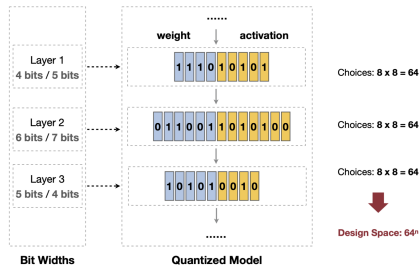 ......
weight activation
Layer 1
4 bits / 5 bits
1 1 1 0 1 0 1 0 1
Choices: 8 x 8 = 64
Layer 2
6 bits / 7 bits
0 1 1 0 0 1 1 0 1 0 1 0 0
Choices: 8 x 8 = 64
Layer 3
5 bits / 4 bits
1 0 1 0 1 0 0 1 0
Choices: 8 x 8 = 64
......
Design Space: 64ⁿ
Bit Widths
Quantized Model